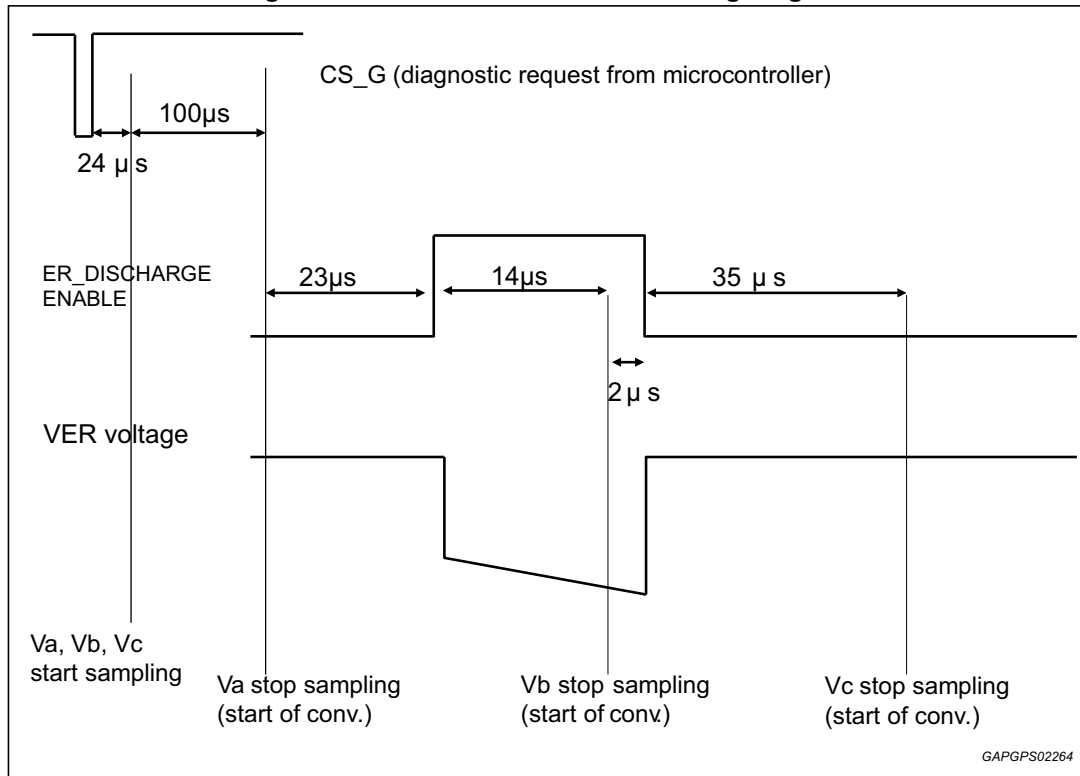 CS_G (diagnostic request from microcontroller)
100µs
24 µ s
ER_DISCHARGE
ENABLE
23µs
14µs
35 µ s
2 µ s
VER voltage
Va, Vb, Vc
start sampling
Va stop sampling
(start of conv.)
Vb stop sampling
(start of conv.)
Vc stop sampling
(start of conv.)
GAPGPS02264